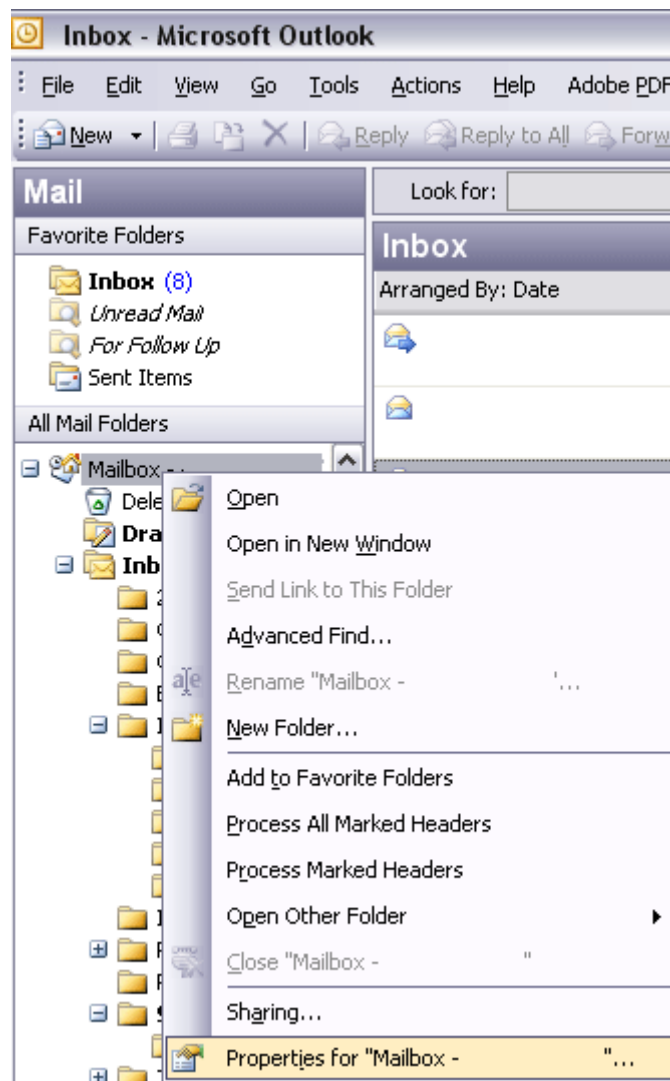 Inbox - Microsoft Outlook
File Edit View Go Tools Actions Help Adobe PDF
New Reply Reply to All
Mail
Look for:
Favorite Folders
Inbox
Inbox (8)
Arranged By: Date
Unread Mail
For Follow Up
Sent Items
All Mail Folders
Mailbox -
Open
Open in New Window
Send Link to This Folder
Advanced Find...
Rename "Mailbox - '...
New Folder...
Add to Favorite Folders
Process All Marked Headers
Process Marked Headers
Open Other Folder
Close "Mailbox - "
Sharing...
Properties for "Mailbox - "...